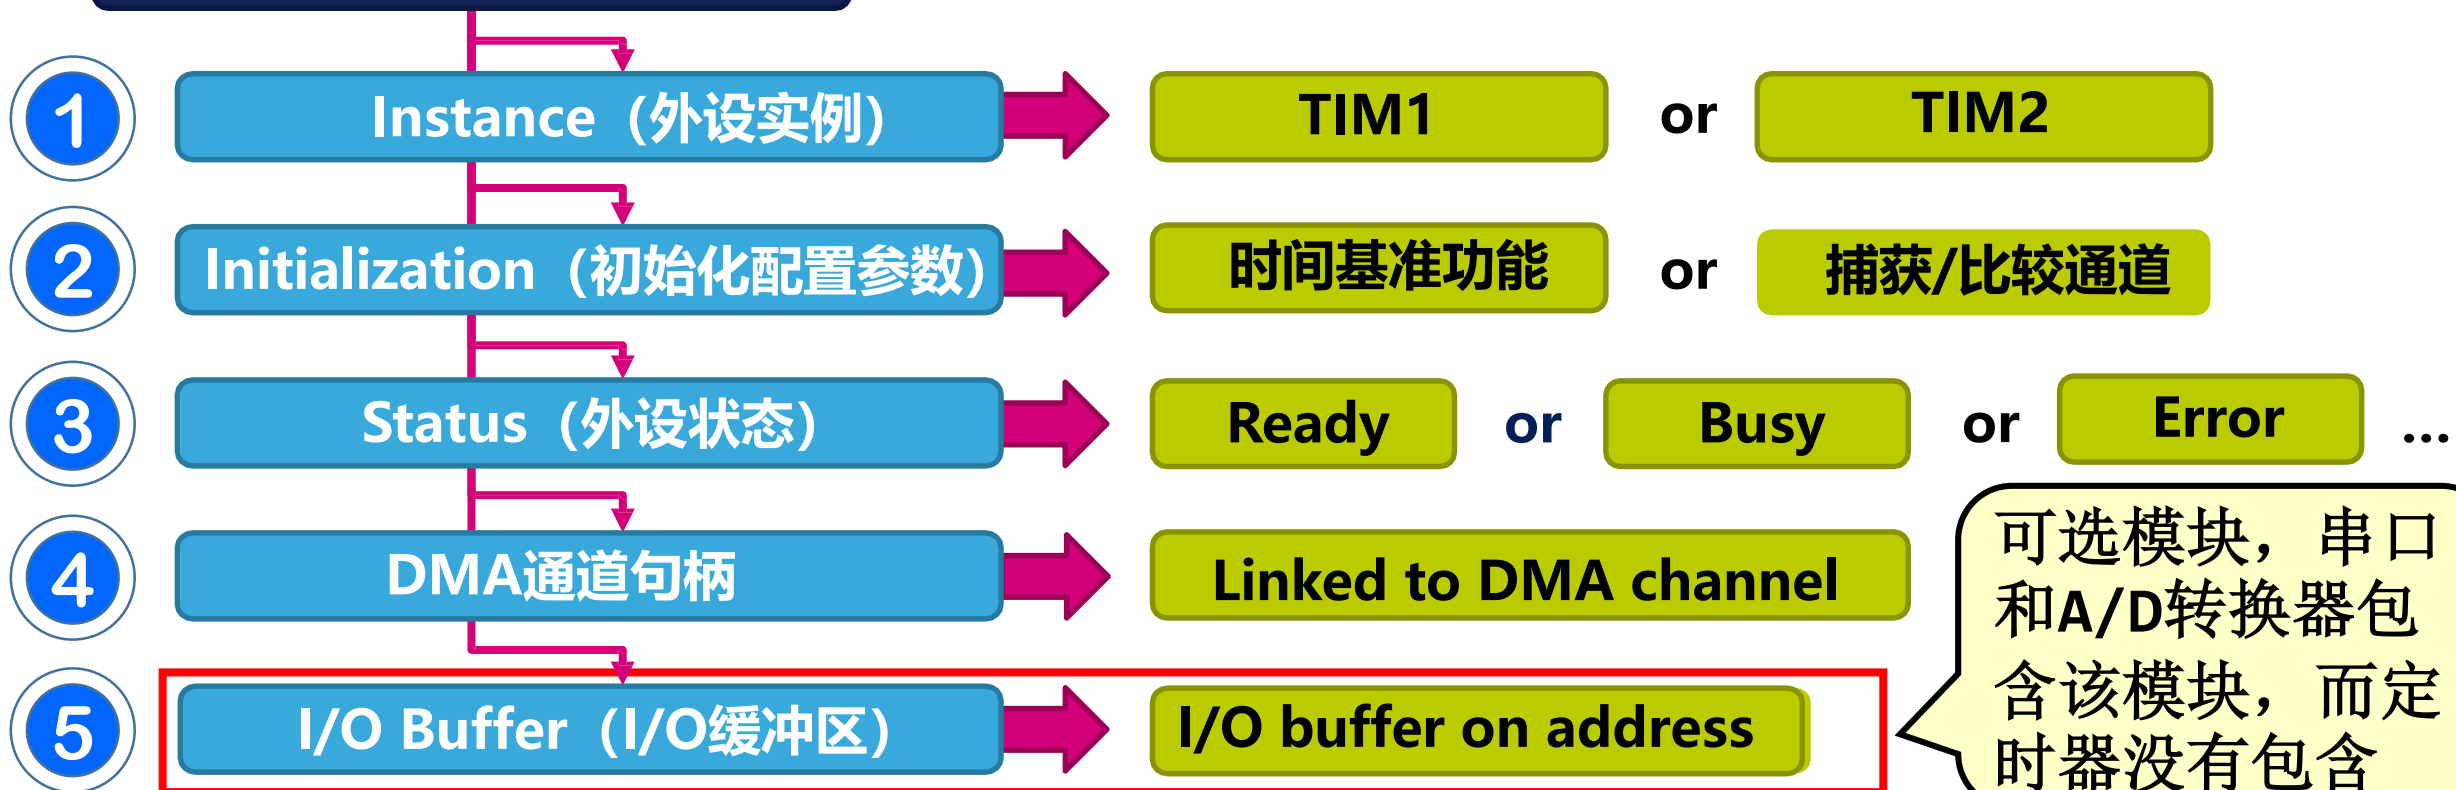 1
Instance（外设实例）
TIM1
or
TIM2
2
Initialization（初始化配置参数）
时间基准功能
or
捕获/比较通道
3
Status（外设状态）
Ready
or
Busy
or
Error
...
4
DMA通道句柄
Linked to DMA channel
5
I/O Buffer（I/O缓冲区）
I/O buffer on address
可选模块，串口
和A/D转换器包
含该模块，而定
时器没有包含